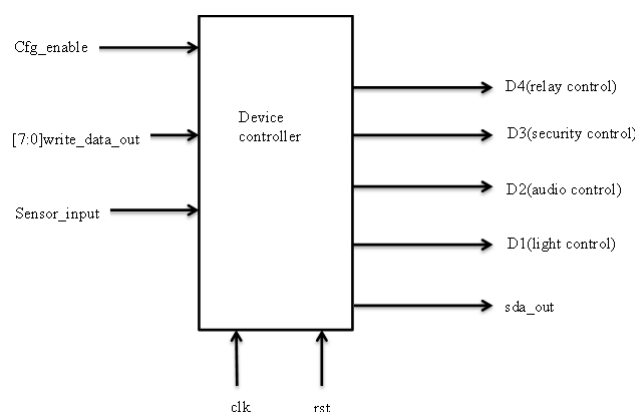 Cfg_enable
[7:0]write_data_out
Sensor_input
Device
controller
D4(relay control)
D3(security control)
D2(audio control)
D1(light control)
sda_out
clk
rst